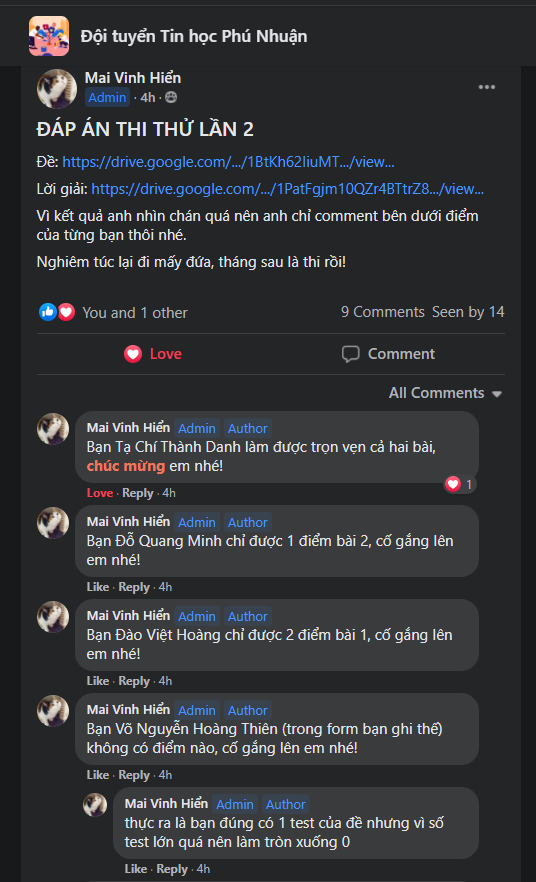 Đội tuyển Tin học Phú Nhuận
Mai Vinh Hiển
Admin · 4h ·
ĐÁP ÁN THI THỬ LẦN 2
Đề: https://drive.google.com/.../1BtKh62IiuMT.../view...
Lời giải: https://drive.google.com/.../1PatFgjm10QZr4BTtrZ8.../view...
Vì kết quả anh nhìn chán quá nên anh chỉ comment bên dưới điểm
của từng bạn thôi nhé.
Nghiêm túc lại đi mấy đứa, tháng sau là thi rồi!
You and 1 other
9 Comments Seen by 14
Love
Comment
All Comments
Mai Vinh Hiển Admin Author
Bạn Tạ Chí Thành Danh làm được trọn vẹn cả hai bài,
chúc mừng em nhé!
1
Love · Reply · 4h
Mai Vinh Hiển Admin Author
Bạn Đỗ Quang Minh chỉ được 1 điểm bài 2, cố gắng lên
em nhé!
Like · Reply · 4h
Mai Vinh Hiển Admin Author
Bạn Đào Việt Hoàng chỉ được 2 điểm bài 1, cố gắng lên
em nhé!
Like · Reply · 4h
Mai Vinh Hiển Admin Author
Bạn Võ Nguyễn Hoàng Thiên (trong form bạn ghi thế)
không có điểm nào, cố gắng lên em nhé!
Like · Reply · 4h
Mai Vinh Hiển Admin Author
thực ra là bạn đúng có 1 test của đề nhưng vì số
test lớn quá nên làm tròn xuống 0
Like · Reply · 4h